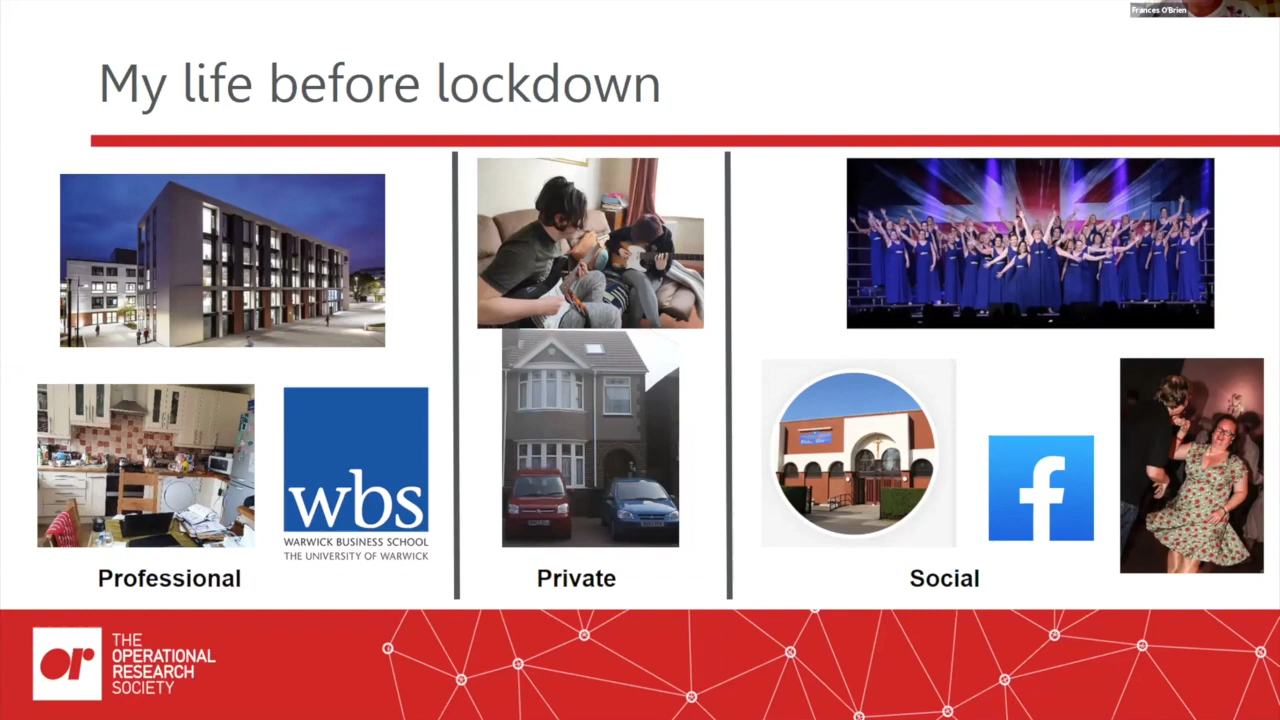 Frances O'Brien
My life before lockdown
wbs
WARWICK BUSINESS SCHOOL
THE UNIVERSITY OF WARWICK
f
Professional
Private
Social
or
THE
OPERATIONAL
RESEARCH
SOCIETY